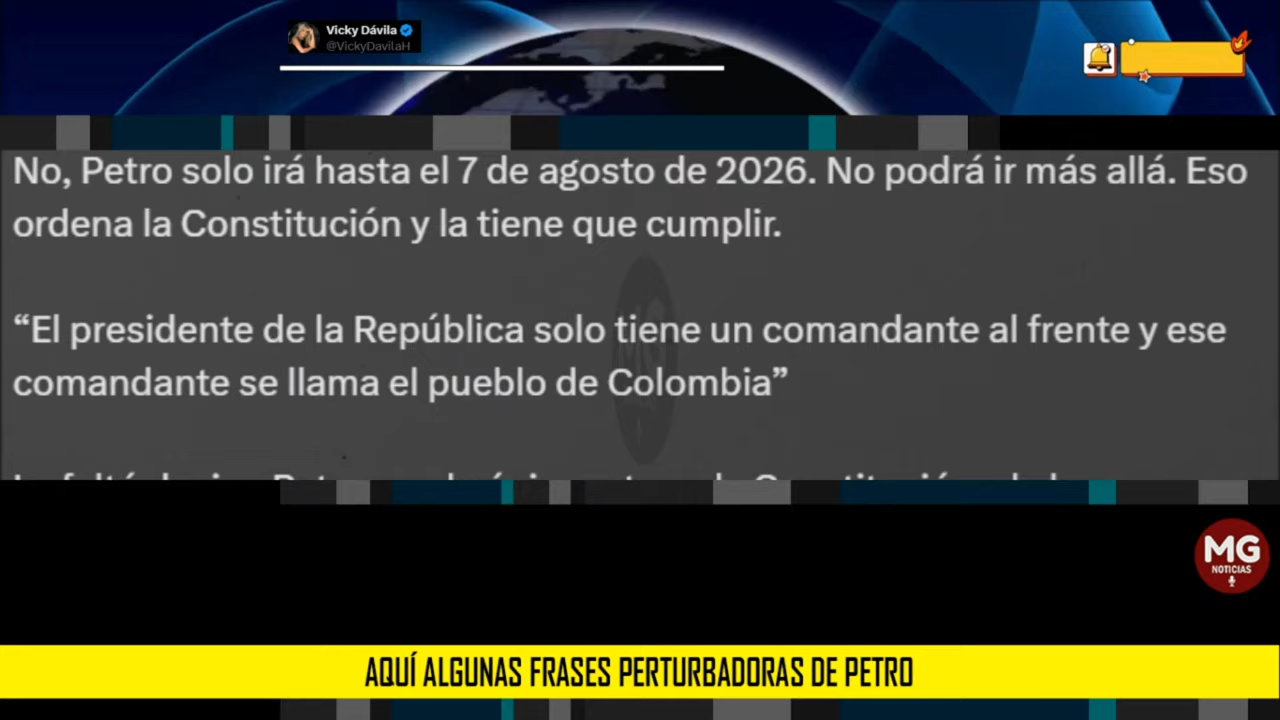 Vicky Dávila
@VickyDavilaH
No, Petro solo irá hasta el 7 de agosto de 2026. No podrá ir más allá. Eso
ordena la Constitución y la tiene que cumplir.
“El presidente de la República solo tiene un comandante al frente y ese
comandante se llama el pueblo de Colombia”
MG
NOTICIAS
AQUÍ ALGUNAS FRASES PERTURBADORAS DE PETRO